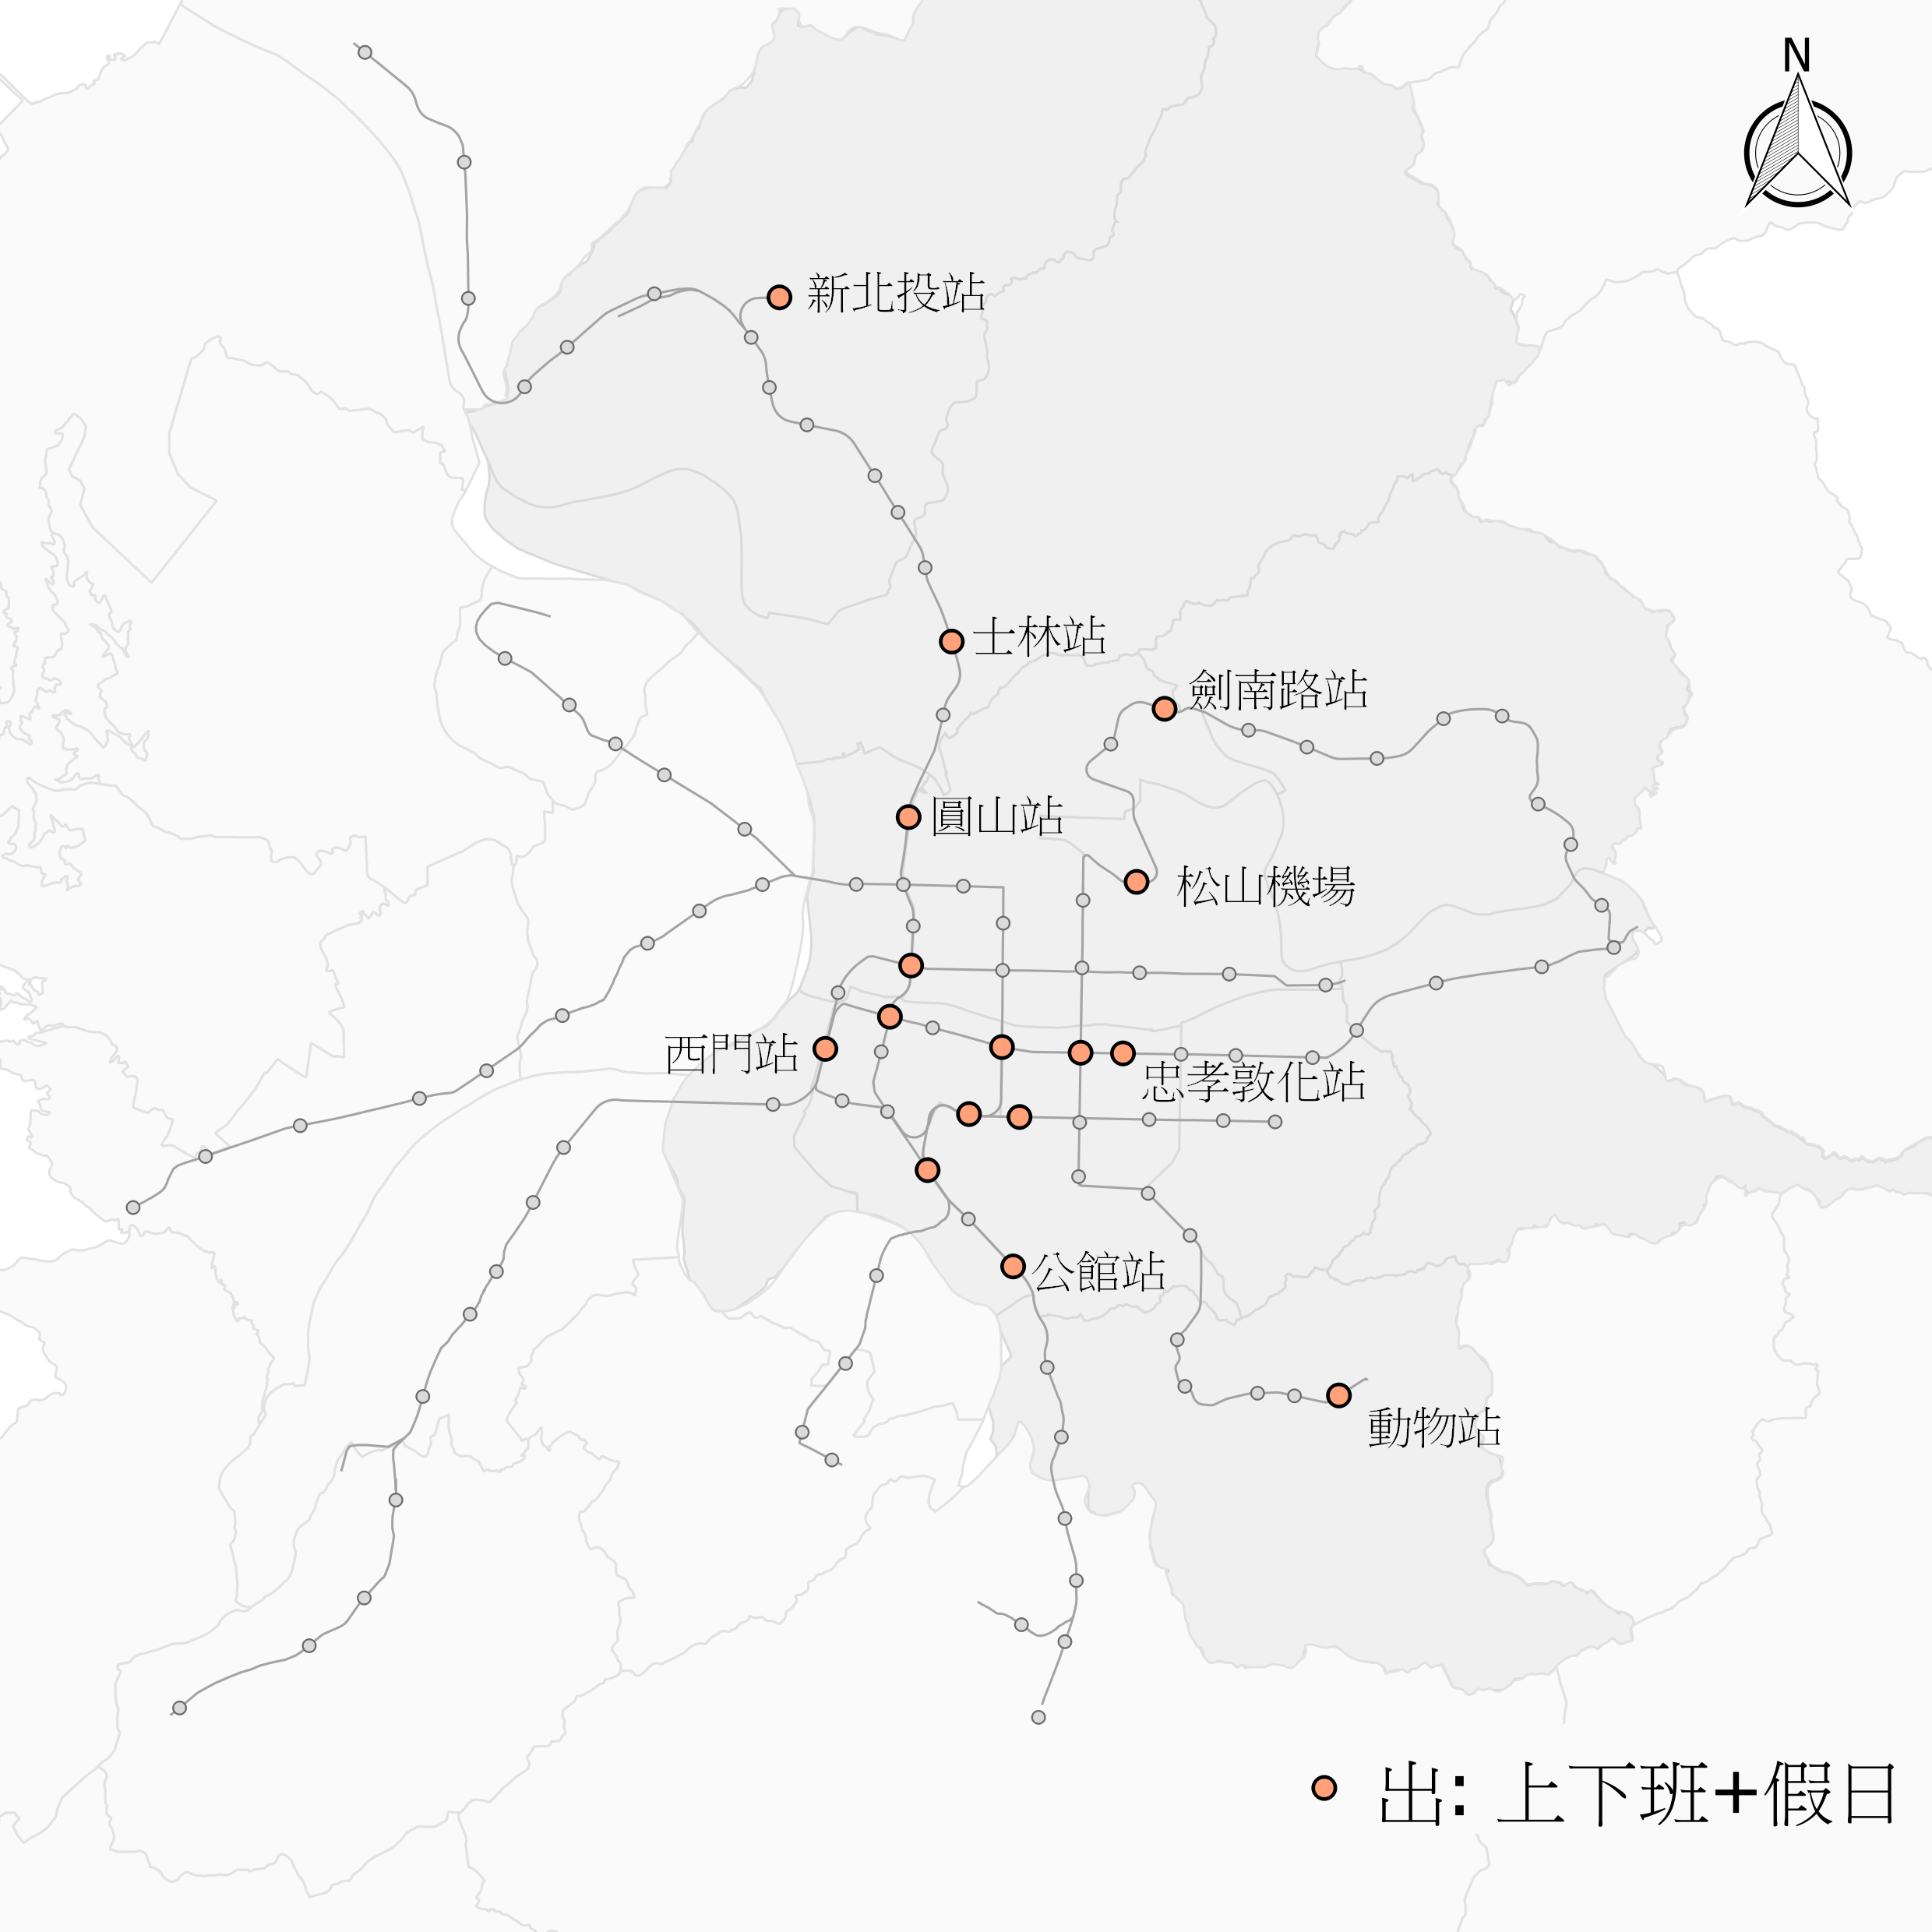 N
新北投站
士林站
劍南路站
圓山站
松山機場
西門站
忠孝敦化站
公館站
動物站
出: 上下班+假日